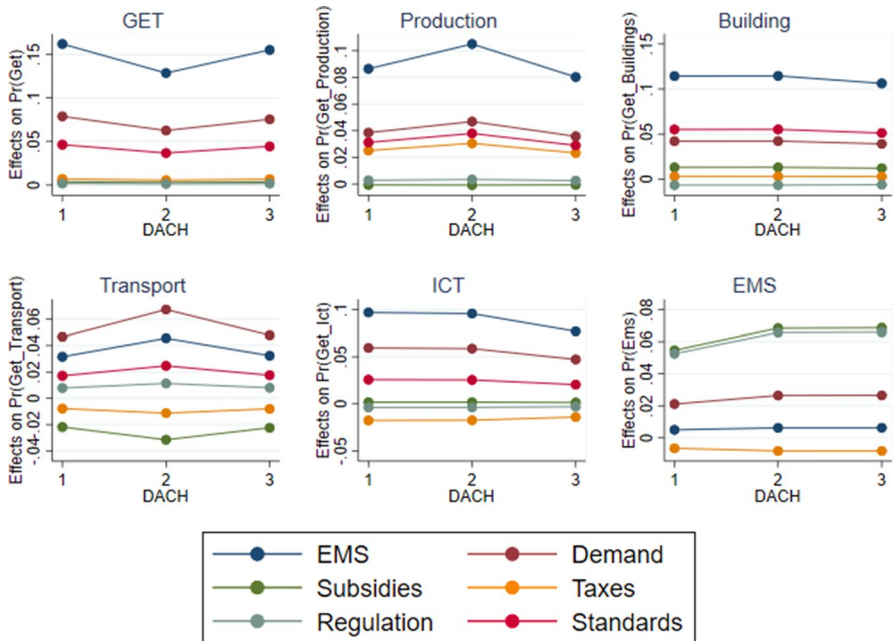 GET
Effects on Pr(Get)
0 .05 .1 .15
1 2 3
DACH
Production
Effects on Pr(Get_Production)
0 .02 .04 .06 .08 .1
1 2 3
DACH
Building
Effects on Pr(Get_Buildings)
0 .05 .1 .15
1 2 3
DACH
Transport
Effects on Pr(Get_Transport)
-.04 -.02 0 .02 .04 .06
1 2 3
DACH
ICT
Effects on Pr(Get_Ict)
-.05 0 .05 .1
1 2 3
DACH
EMS
Effects on Pr(Ems)
0 .02 .04 .06 .08
1 2 3
DACH
EMS Demand
Subsidies Taxes
Regulation Standards